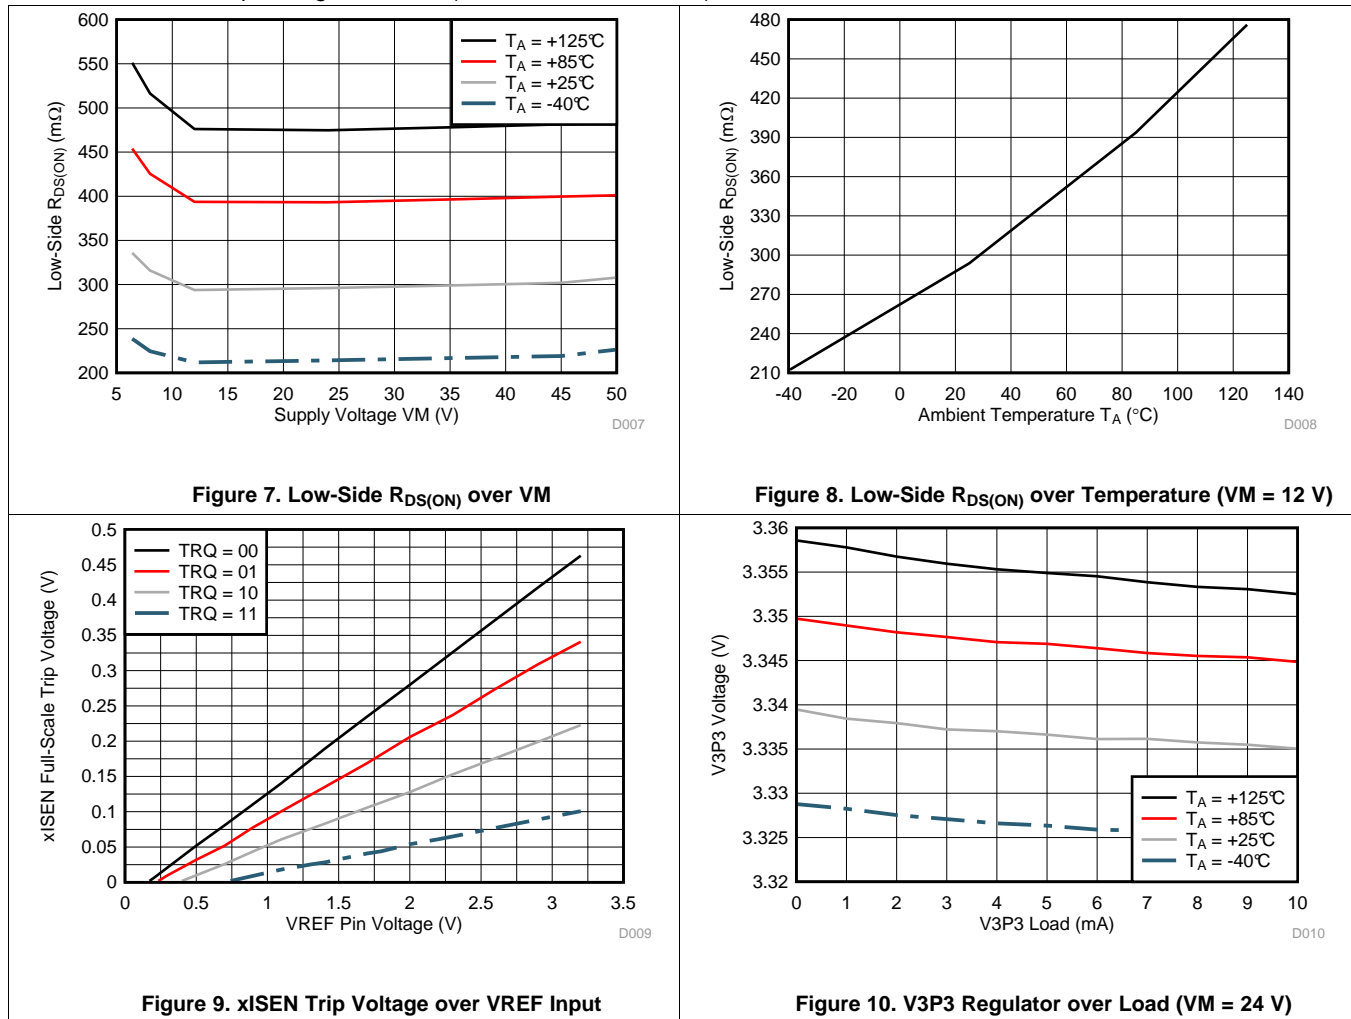 600
550
500
450
400
350
300
250
200
5 10 15 20 25 30 35 40 45 50
Low-Side RDS(ON) (mΩ)
Supply Voltage VM (V)
TA = +125°C
TA = +85°C
TA = +25°C
TA = -40°C
D007
Figure 7. Low-Side RDS(ON) over VM
480
450
420
390
360
330
300
270
240
210
-40 -20 0 20 40 60 80 100 120 140
Low-Side RDS(ON) (mΩ)
Ambient Temperature TA (°C)
D008
Figure 8. Low-Side RDS(ON) over Temperature (VM = 12 V)
0.5
0.45
0.4
0.35
0.3
0.25
0.2
0.15
0.1
0.05
0
0 0.5 1 1.5 2 2.5 3 3.5
xISEN Full-Scale Trip Voltage (V)
VREF Pin Voltage (V)
TRQ = 00
TRQ = 01
TRQ = 10
TRQ = 11
D009
Figure 9. xISEN Trip Voltage over VREF Input
3.36
3.355
3.35
3.345
3.34
3.335
3.33
3.325
3.32
0 1 2 3 4 5 6 7 8 9 10
V3P3 Voltage (V)
V3P3 Load (mA)
TA = +125°C
TA = +85°C
TA = +25°C
TA = -40°C
D010
Figure 10. V3P3 Regulator over Load (VM = 24 V)